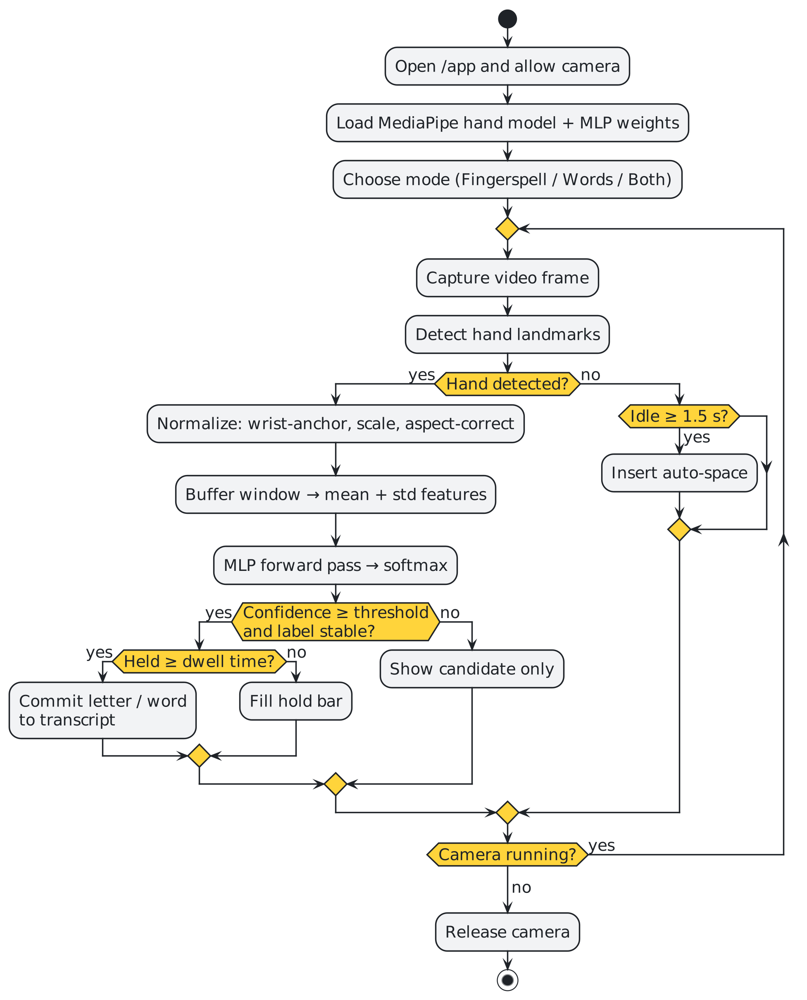 Open /app and allow camera
Load MediaPipe hand model + MLP weights
Choose mode (Fingerspell / Words / Both)
Capture video frame
Detect hand landmarks
yes
Hand detected?
no
Normalize: wrist-anchor, scale, aspect-correct
Idle ≥ 1.5 s?
yes
Insert auto-space
Buffer window → mean + std features
MLP forward pass → softmax
yes
Confidence ≥ threshold
and label stable?
no
yes
Held ≥ dwell time?
no
Show candidate only
Commit letter / word
to transcript
Fill hold bar
Camera running?
yes
no
Release camera